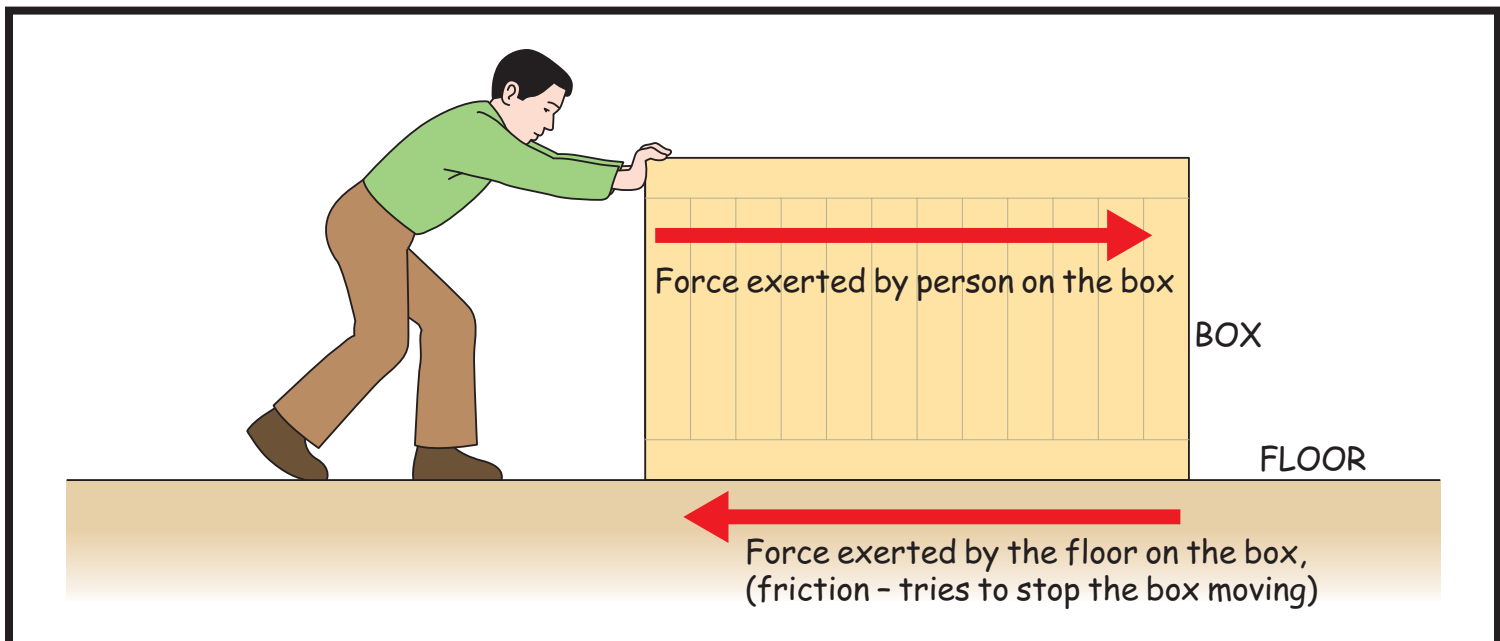 Force exerted by person on the box
BOX
FLOOR
Force exerted by the floor on the box,
(friction – tries to stop the box moving)